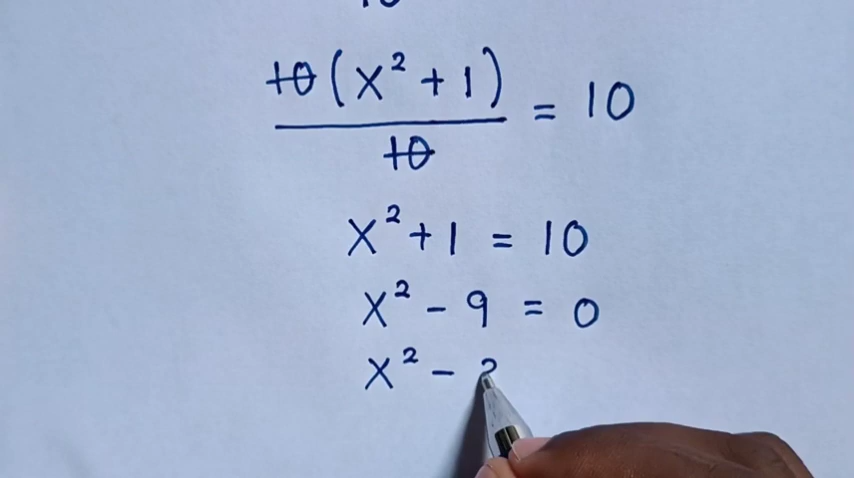 10(x² + 1)
10
= 10
x² + 1 = 10
x² - 9 = 0
x² -